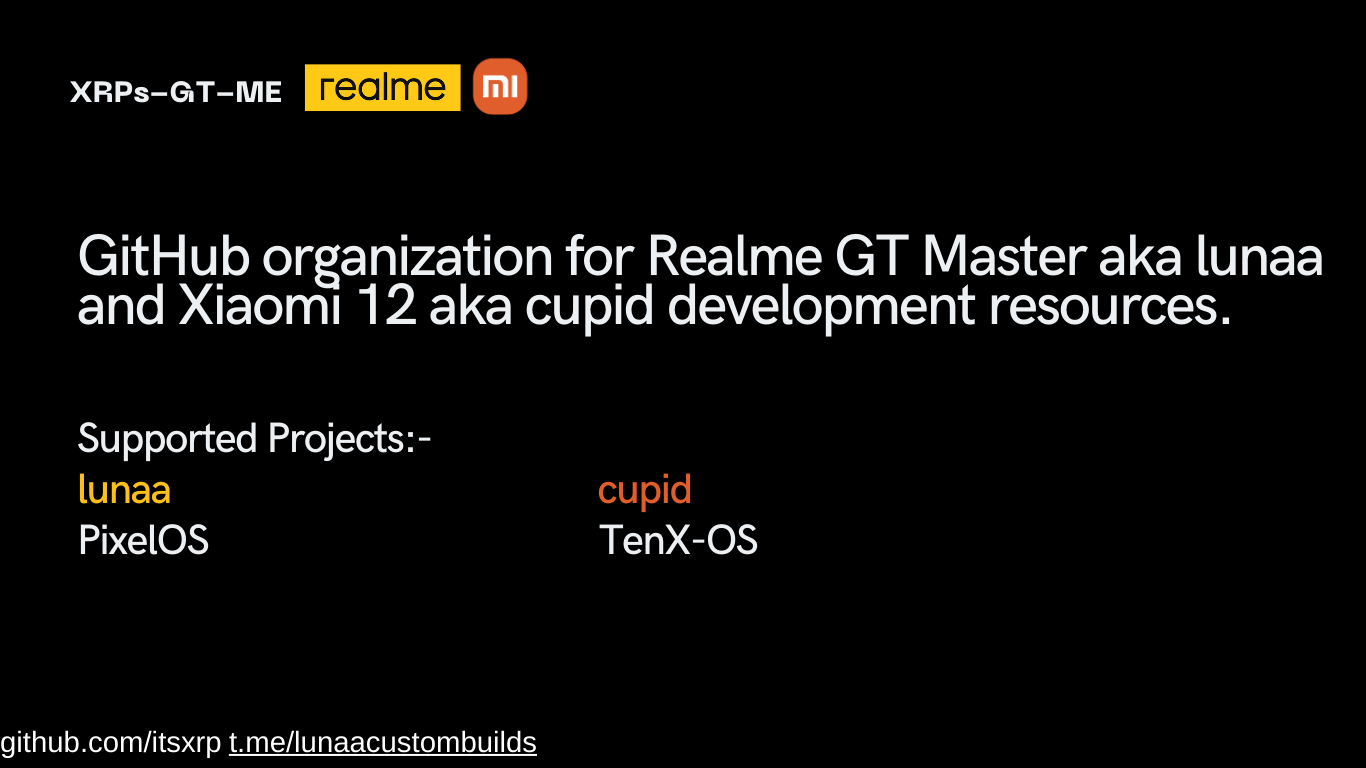 XRPs-GT-ME realme mi
GitHub organization for Realme GT Master aka lunaa
and Xiaomi 12 aka cupid development resources.
Supported Projects:-
lunaa cupid
PixelOS TenX-OS
github.com/itsxrp t.me/lunaacustombuilds